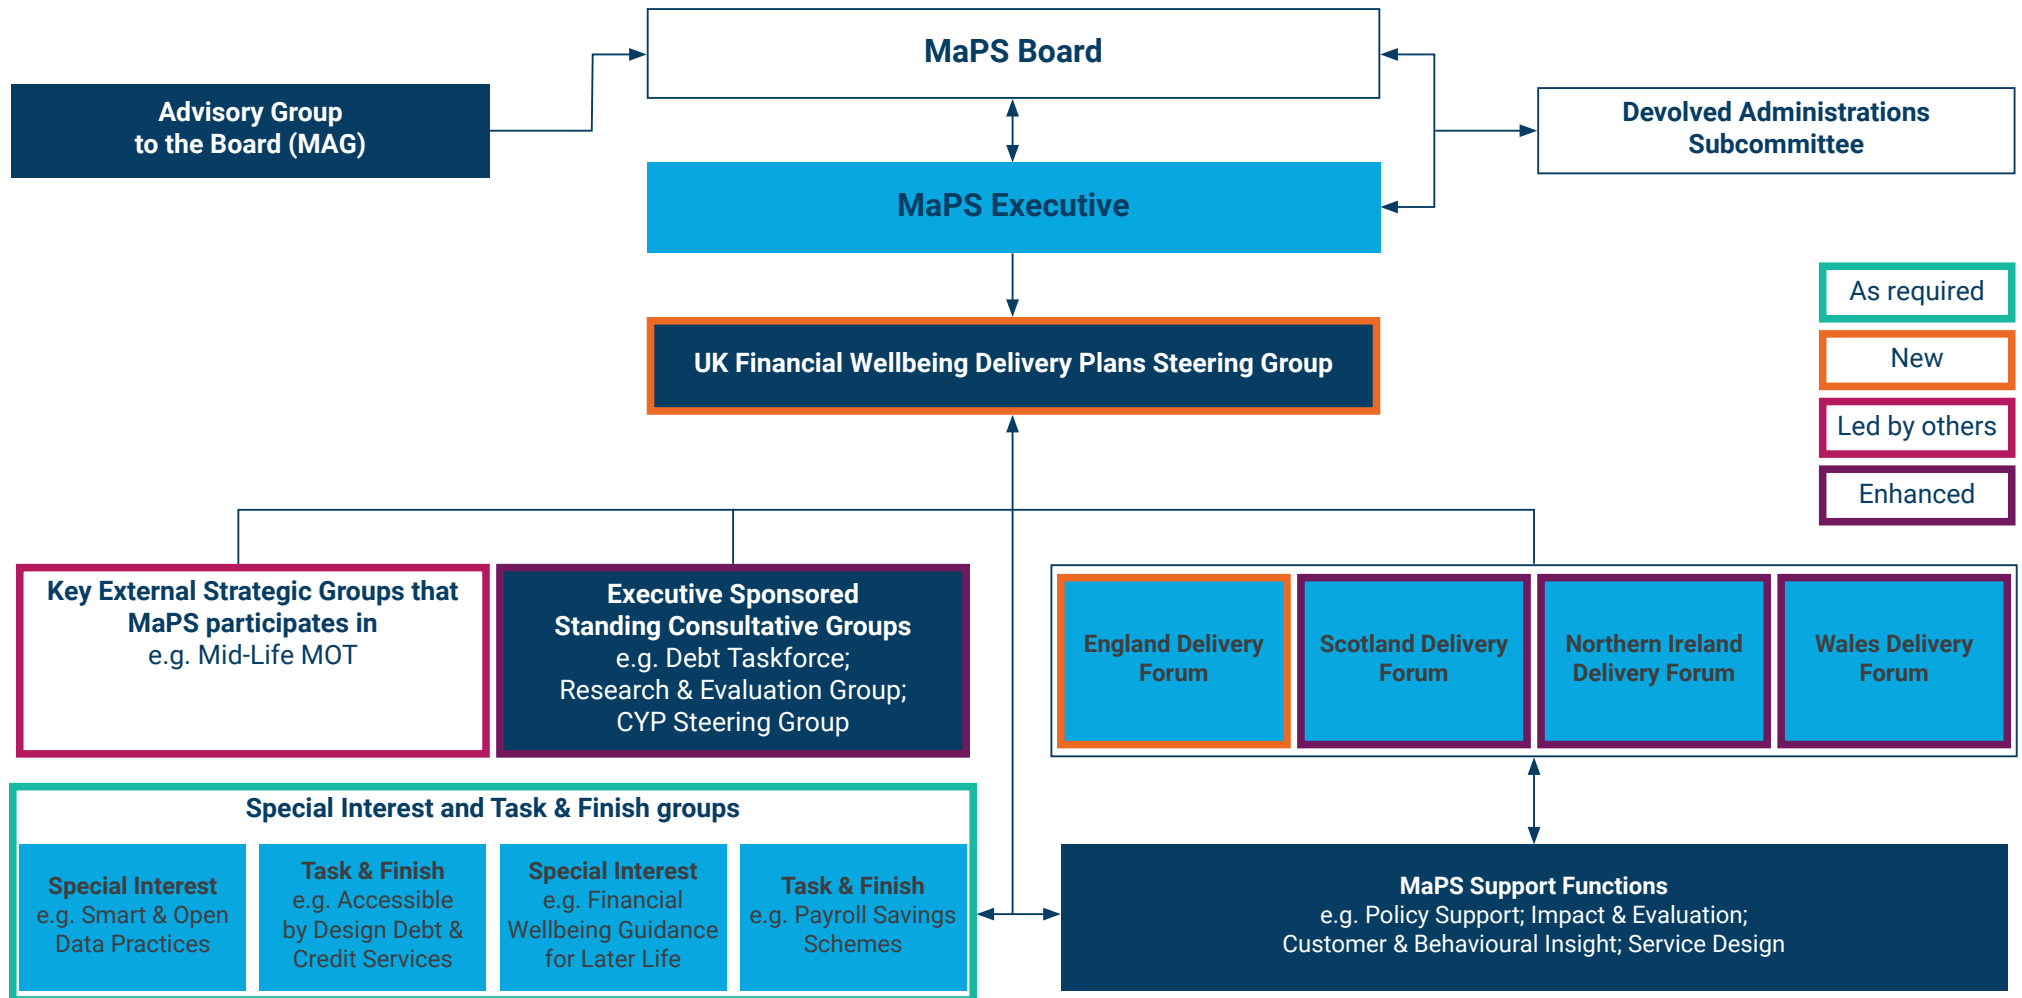 MaPS Board
Advisory Group
to the Board (MAG)
Devolved Administrations
Subcommittee
MaPS Executive
As required
New
Led by others
Enhanced
UK Financial Wellbeing Delivery Plans Steering Group
Key External Strategic Groups that
MaPS participates in
e.g. Mid-Life MOT
Executive Sponsored
Standing Consultative Groups
e.g. Debt Taskforce;
Research & Evaluation Group;
CYP Steering Group
England Delivery
Forum
Scotland Delivery
Forum
Northern Ireland
Delivery Forum
Wales Delivery
Forum
Special Interest and Task & Finish groups
Special Interest
e.g. Smart & Open
Data Practices
Task & Finish
e.g. Accessible
by Design Debt &
Credit Services
Special Interest
e.g. Financial
Wellbeing Guidance
for Later Life
Task & Finish
e.g. Payroll Savings
Schemes
MaPS Support Functions
e.g. Policy Support; Impact & Evaluation;
Customer & Behavioural Insight; Service Design